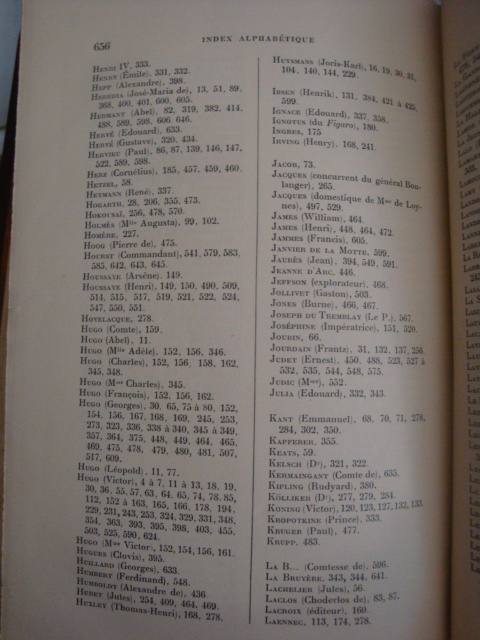 656
INDEX ALPHABÉTIQUE
HENRI IV, 333.
HENRY (Émile), 331, 332.
HEPP (Alexandre), 398.
HEREDIA (José-Maria de), 13, 51, 89,
368, 400, 401, 600, 605.
HERMANT (Abel), 82, 319, 382, 414,
488, 589, 598, 606, 646.
HERVÉ (Edouard), 633.
HERVÉ (Gustave), 320, 434.
HERVIEU (Paul), 86, 87, 139, 146, 147,
522, 589, 598.
HERZ (Cornélius), 185, 457, 459, 460.
HETZEL, 58.
HEYMANN (René), 337.
HOGARTH, 28, 206, 355, 473.
HOKOUSAÏ, 256, 478, 570.
HOLMÈS (Mlle Augusta), 99, 102.
HOMÈRE, 227.
HOOG (Pierre de), 475.
HOURST (Commandant), 541, 579, 583,
585, 642, 643, 645.
HOUSSAYE (Arsène), 149.
HOUSSAYE (Henri), 149, 150, 490, 509,
514, 515, 517, 519, 521, 522, 524,
547, 550, 551.
HOVELACQUE, 278.
HUGO (Comte), 159.
HUGO (Abel), 11.
HUGO (Mlle Adèle), 152, 156, 346.
HUGO (Charles), 152, 156, 158, 162,
345, 348.
HUGO (Mme Charles), 345.
HUGO (François), 152, 156, 162.
HUGO (Georges), 30, 65, 75 à 80, 152,
154, 156, 167, 168, 169, 245, 253,
273, 323, 336, 338 à 340, 345 à 349,
357, 364, 375, 448, 449, 464, 465,
469, 475, 478, 479, 480, 481, 507,
517, 609.
HUGO (Léopold), 11, 77.
HUGO (Victor), 4 à 7, 11 à 13, 18, 19,
30, 36, 55, 57, 63, 64, 65, 74, 78, 85,
112, 152 à 163, 165, 166, 178, 194,
229, 231, 243, 253, 324, 329, 331, 348,
354, 363, 393, 395, 398, 403, 455,
503, 525, 590, 624.
HUGO (Mme Victor), 152, 154, 156, 161.
HUGUES (Clovis), 395.
HUILLARD (Georges), 633.
HUMBERT (Ferdinand), 548.
HUMBOLDT (Alexandre de), 436
HURET (Jules), 254, 409, 464, 469.
HUXLEY (Thomas-Henri), 168, 278.
HUYSMANS (Joris-Karl), 16, 19, 30, 31,
104, 140, 144, 229.
IBSEN (Henrik), 131, 384, 421 à 425,
599.
IGNACE (Edouard), 337, 358.
IGNOTUS (du Figaro), 180.
INGRES, 175
IRVING (Henry), 168, 241.
JACOB, 73.
JACQUES (concurrent du général Bou-
langer), 265.
JACQUES (domestique de Mme de Loy-
nes), 497, 529.
JAMES (William), 464.
JAMES (Henri), 448, 464, 472.
JAMMES (Francis), 605.
JANVIER DE LA MOTTE, 599.
JAURÈS (Jean), 394, 549, 591.
JEANNE D'ARC, 446.
JEFFSON (explorateur), 468.
JOLLIVET (Gaston), 503.
JONES (Burne), 466, 467.
JOSEPH DU TREMBLAY (Le P.), 567.
JOSÉPHINE (Impératrice), 151, 520.
JOUBIN, 66.
JOURDAIN (Frantz), 31, 132, 137, 256.
JUDET (Ernest), 450, 488, 523, 527 à
532, 535, 544, 548, 575.
JUDIC (Mme), 552.
JULIA (Edouard), 332, 343.
KANT (Emmanuel), 68, 70, 71, 278,
284, 302, 350.
KAPFERER, 355.
KEATS, 59.
KELSCH (Dr), 321, 322.
KERMAINGANT (Comte de), 635.
KIPLING (Rudyard), 380.
KÖLLIKER (Dr), 277, 279, 284.
KONING (Victor), 120, 123, 127, 132, 133.
KROPOTKINE (Prince), 333.
KRUGER (Paul), 477.
KRUPP, 483.
LA B... (Comtesse de), 596.
LA BRUYÈRE, 343, 344, 641.
LACHELIER (Jules), 56.
LACLOS (Choderlos de), 83, 87.
LACROIX (éditeur), 160.
LAENNEC, 113, 174, 278.